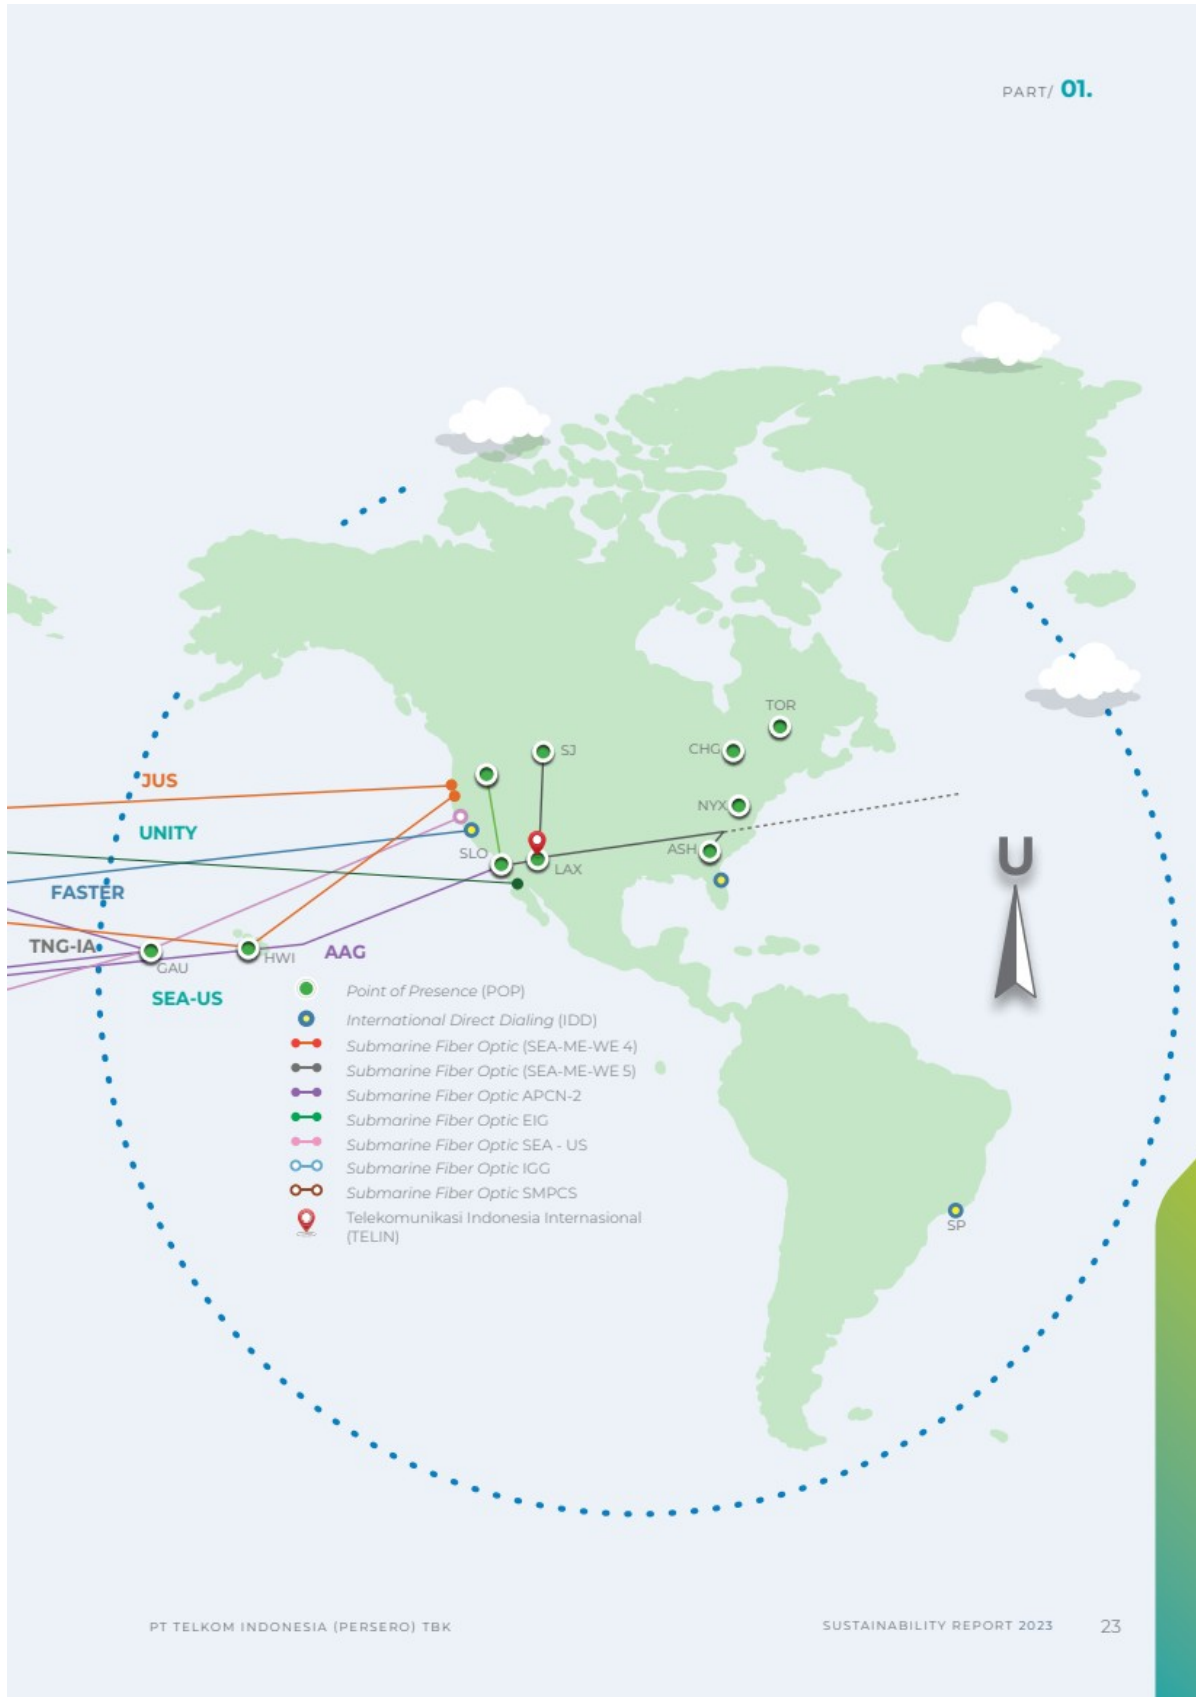 PART/ 01.
TOR
SJ
CHG
JUS
NYX
UNITY
SLO
ASH
LAX
FASTER
TNG-IA
AAG
HWI
GAU
SEA-US
U
Point of Presence (POP)
International Direct Dialing (IDD)
Submarine Fiber Optic (SEA-ME-WE 4)
Submarine Fiber Optic (SEA-ME-WE 5)
Submarine Fiber Optic APCN-2
Submarine Fiber Optic EIG
Submarine Fiber Optic SEA - US
Submarine Fiber Optic IGG
Submarine Fiber Optic SMPCS
Telekomunikasi Indonesia Internasional
(TELIN)
SP
PT TELKOM INDONESIA (PERSERO) TBK
SUSTAINABILITY REPORT 2023 23